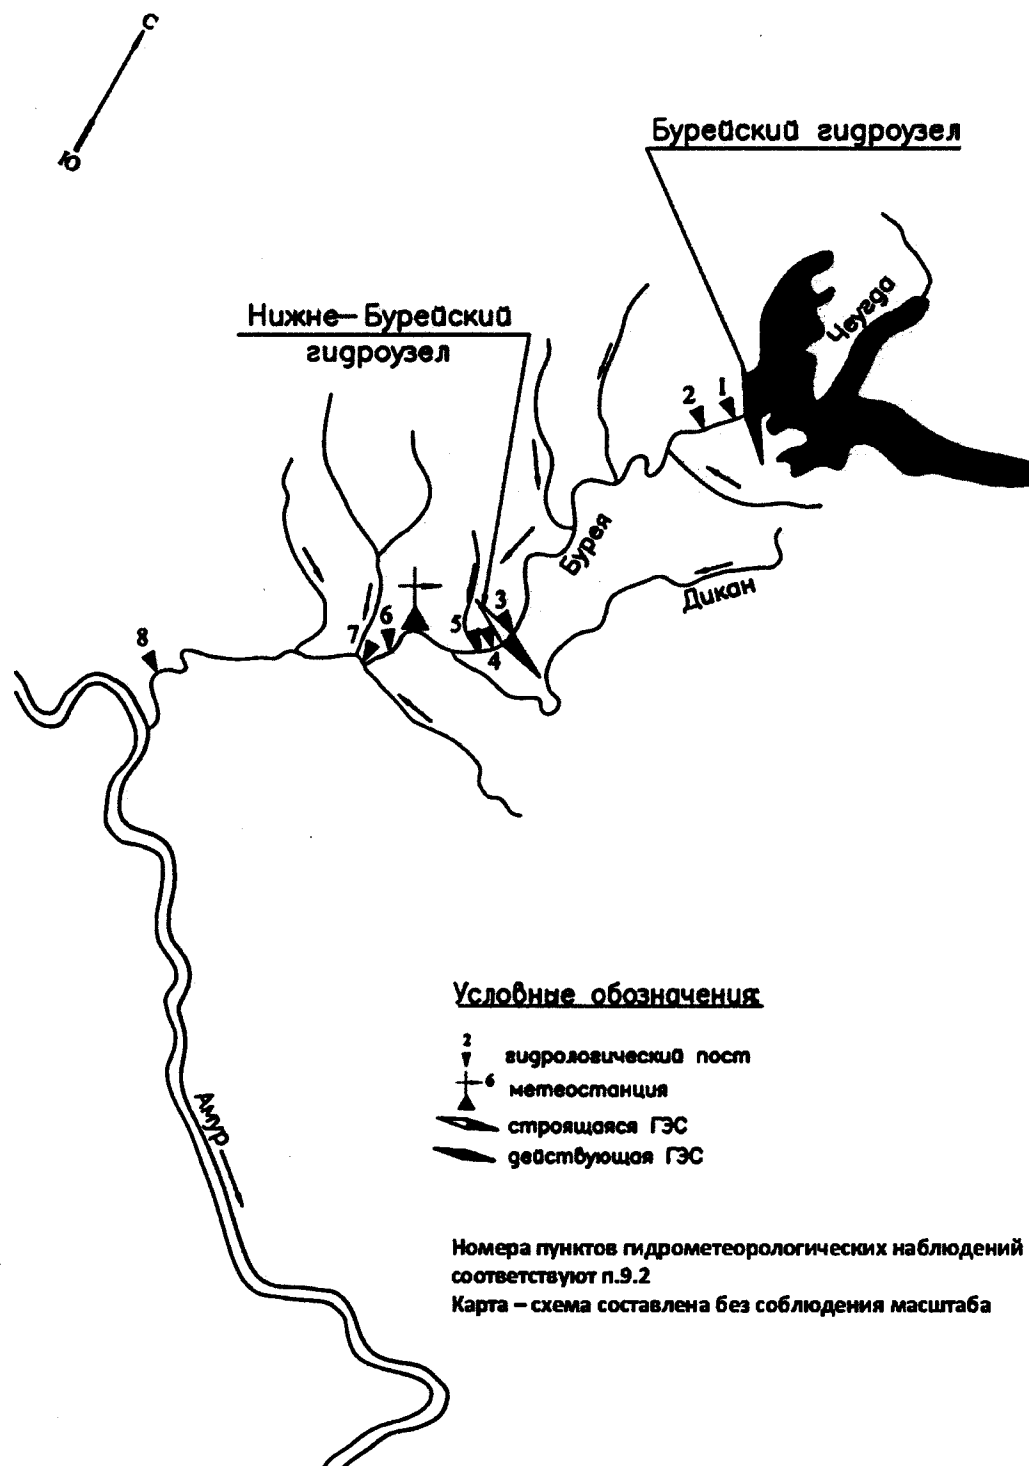 С
Ю
Бурейский гидроузел
Чеугда
Нижне-Бурейский
гидроузел
2
1
Бурея
Дикан
3
5
4
6
7
8
Амур
Условные обозначения:
2
гидрологический пост
6
метеостанция
строящаяся ГЭС
действующая ГЭС
Номера пунктов гидрометеорологических наблюдений
соответствуют п.9.2
Карта – схема составлена без соблюдения масштаба